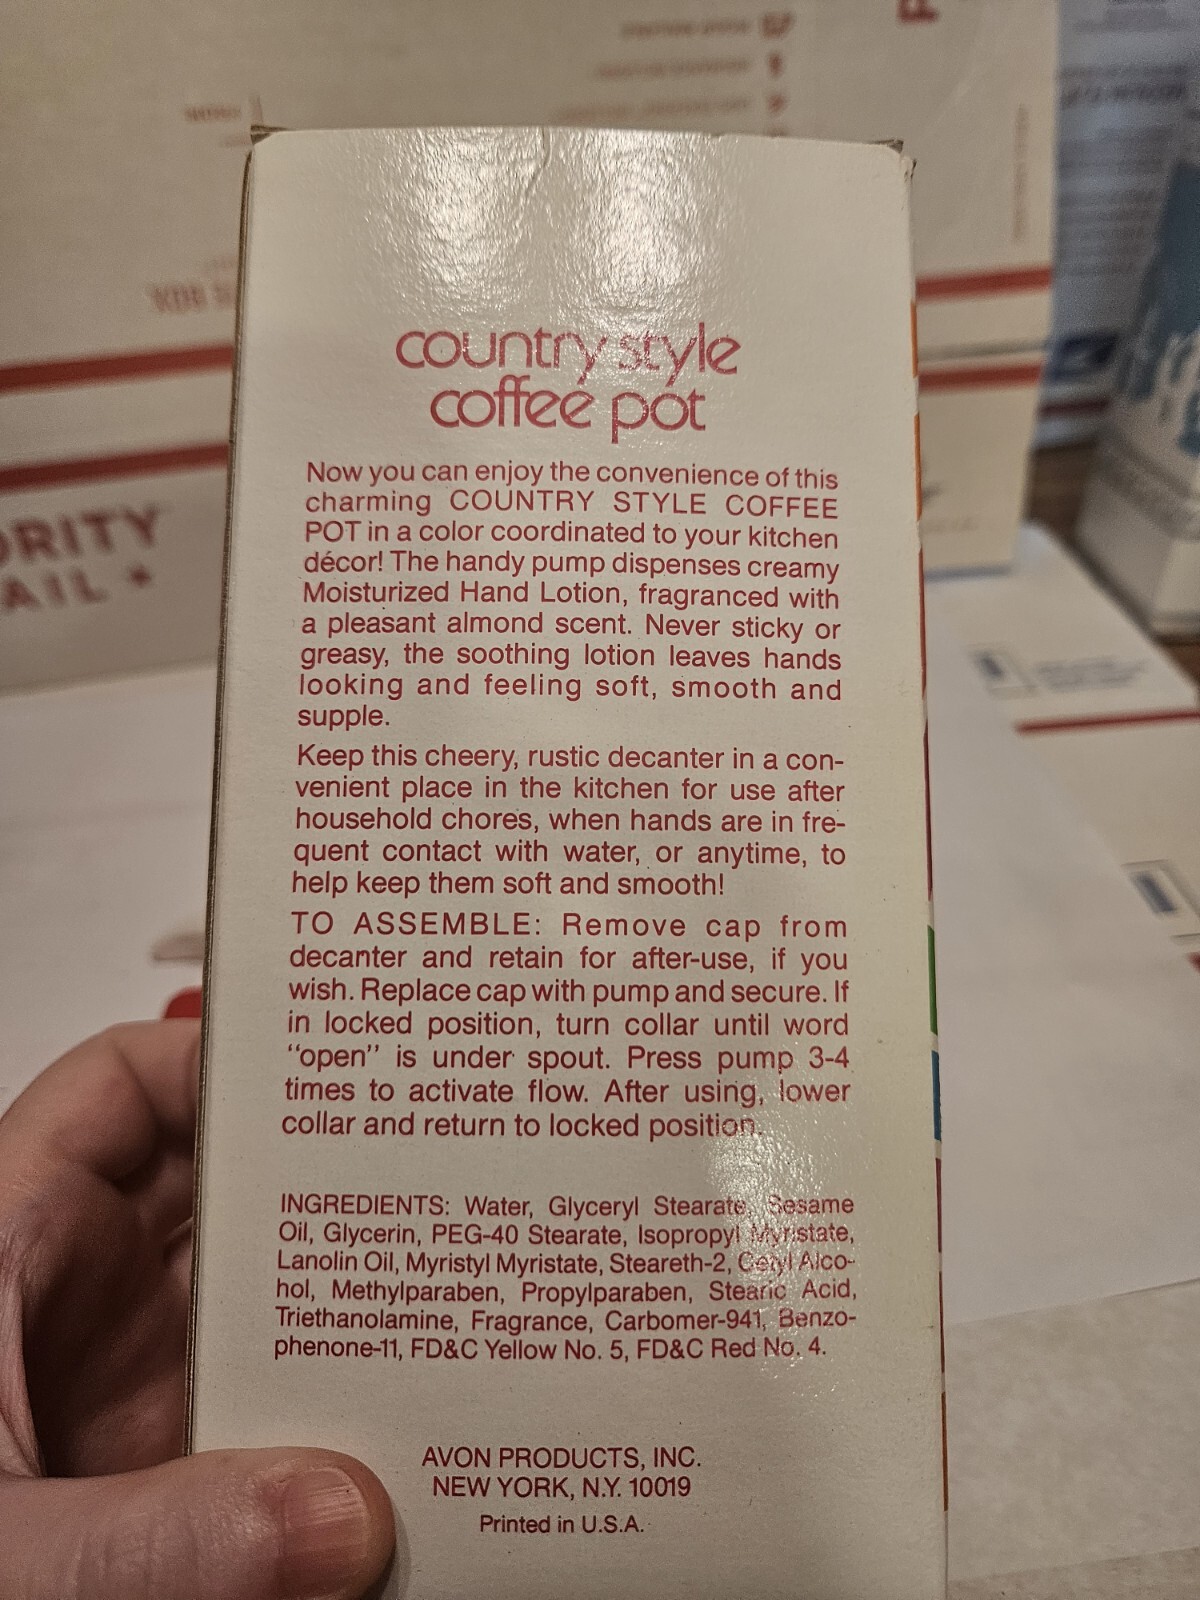 country style
coffee pot
Now you can enjoy the convenience of this
charming COUNTRY STYLE COFFEE
POT in a color coordinated to your kitchen
décor! The handy pump dispenses creamy
Moisturized Hand Lotion, fragranced with
a pleasant almond scent. Never sticky or
greasy, the soothing lotion leaves hands
looking and feeling soft, smooth and
supple.
Keep this cheery, rustic decanter in a con-
venient place in the kitchen for use after
household chores, when hands are in fre-
quent contact with water, or anytime, to
help keep them soft and smooth!
TO ASSEMBLE: Remove cap from
decanter and retain for after-use, if you
wish. Replace cap with pump and secure. If
in locked position, turn collar until word
“open” is under spout. Press pump 3-4
times to activate flow. After using, lower
collar and return to locked position.
INGREDIENTS: Water, Glyceryl Stearate, Sesame
Oil, Glycerin, PEG-40 Stearate, Isopropyl Myristate,
Lanolin Oil, Myristyl Myristate, Steareth-2, Cetyl Alco-
hol, Methylparaben, Propylparaben, Stearic Acid,
Triethanolamine, Fragrance, Carbomer-941, Benzo-
phenone-11, FD&C Yellow No. 5, FD&C Red No. 4.
AVON PRODUCTS, INC.
NEW YORK, N.Y. 10019
Printed in U.S.A.
ORITY
AIL